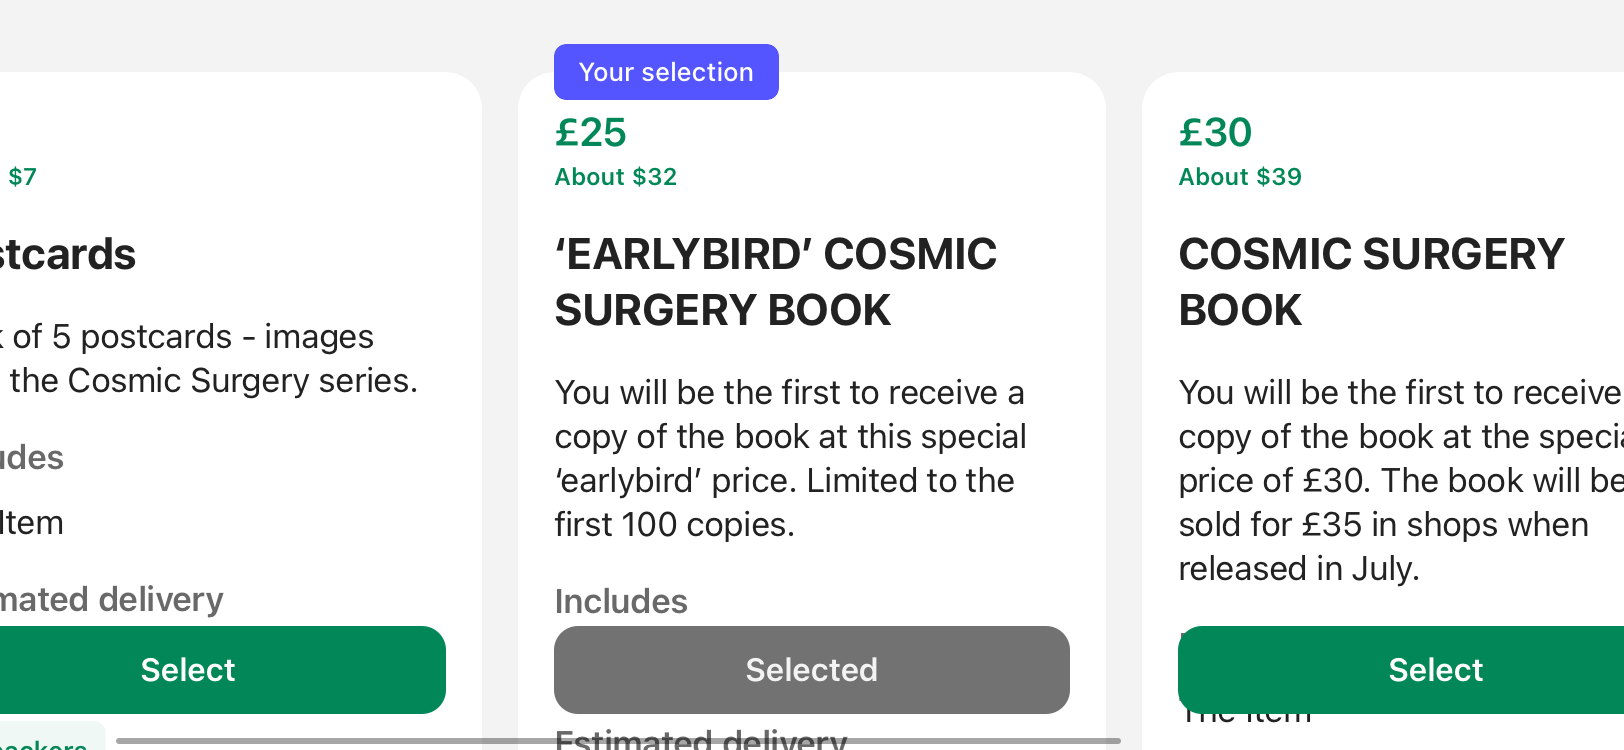 $7
stcards
of 5 postcards - images
the Cosmic Surgery series.
udes
Item
mated delivery
Select
backers
Your selection
£25
About $32
‘EARLYBIRD’ COSMIC
SURGERY BOOK
You will be the first to receive a
copy of the book at this special
‘earlybird’ price. Limited to the
first 100 copies.
Includes
Selected
Estimated delivery
£30
About $39
COSMIC SURGERY
BOOK
You will be the first to receive
copy of the book at the specia
price of £30. The book will be
sold for £35 in shops when
released in July.
Select
The item